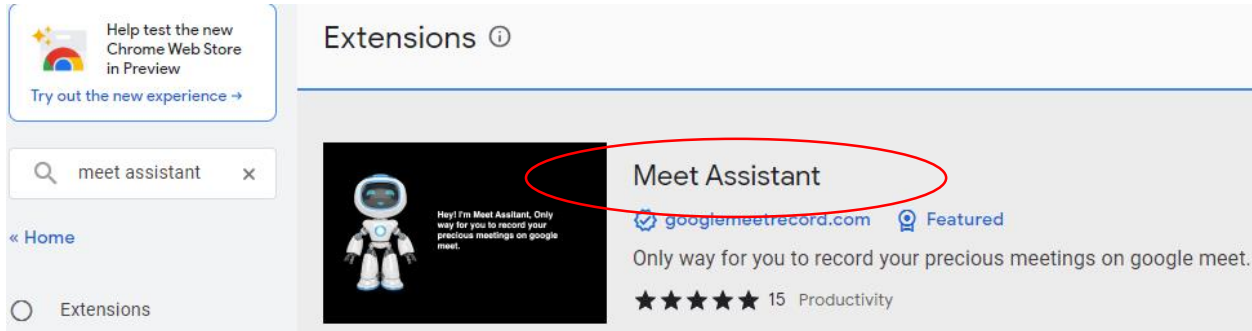 Help test the new
Chrome Web Store
in Preview
Try out the new experience →
meet assistant ×
« Home
Extensions
Extensions
Hey! I'm Meet Assitant, Only
way for you to record your
precious meetings on google
meet.
Meet Assistant
googlemeetrecord.com Featured
Only way for you to record your precious meetings on google meet.
15 Productivity